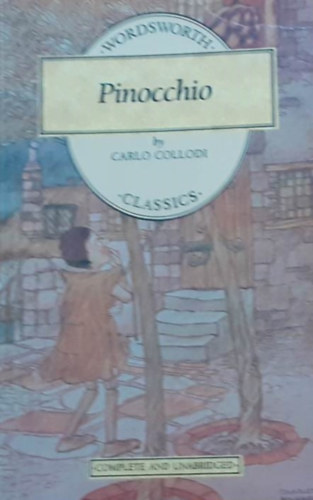 ·WORDSWORTH·
Pinocchio
by
CARLO COLLODI
·CLASSICS·
·COMPLETE AND UNABRIDGED·